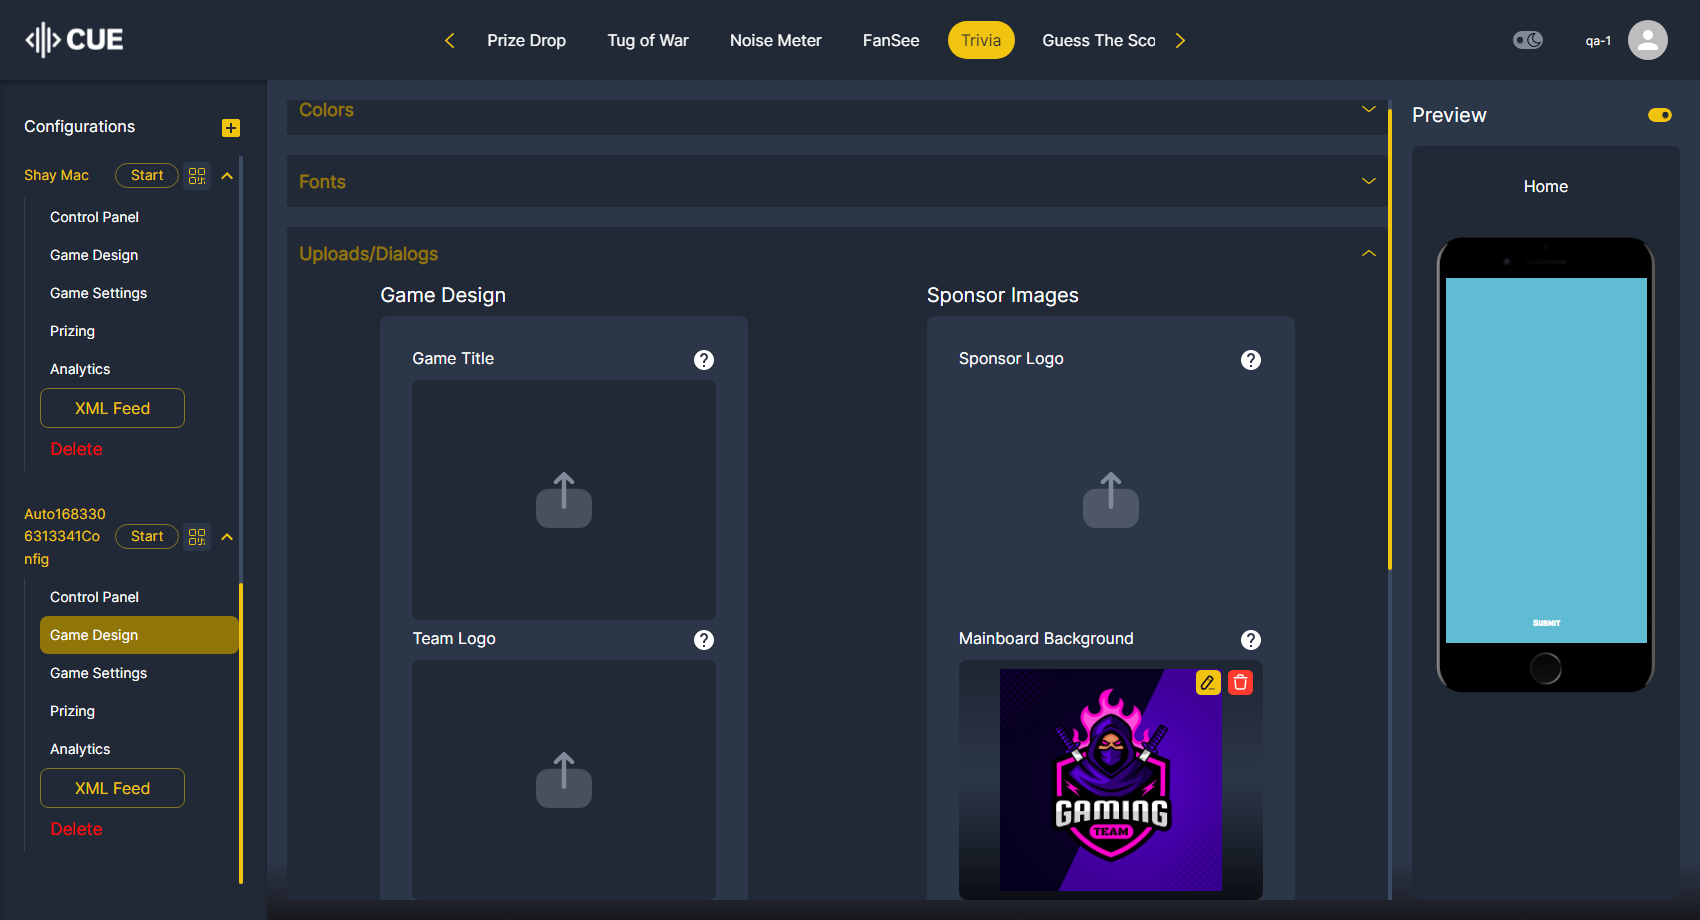 CUE
Prize Drop
Tug of War
Noise Meter
FanSee
Trivia
Guess The Sco
qa-1
Configurations
Shay Mac
Start
Control Panel
Game Design
Game Settings
Prizing
Analytics
XML Feed
Delete
Auto168330
6313341Co
nfig
Start
Control Panel
Game Design
Game Settings
Prizing
Analytics
XML Feed
Delete
Colors
Fonts
Uploads/Dialogs
Game Design
Game Title
Team Logo
Sponsor Images
Sponsor Logo
Mainboard Background
GAMING
TEAM
Preview
Home
SUBMIT